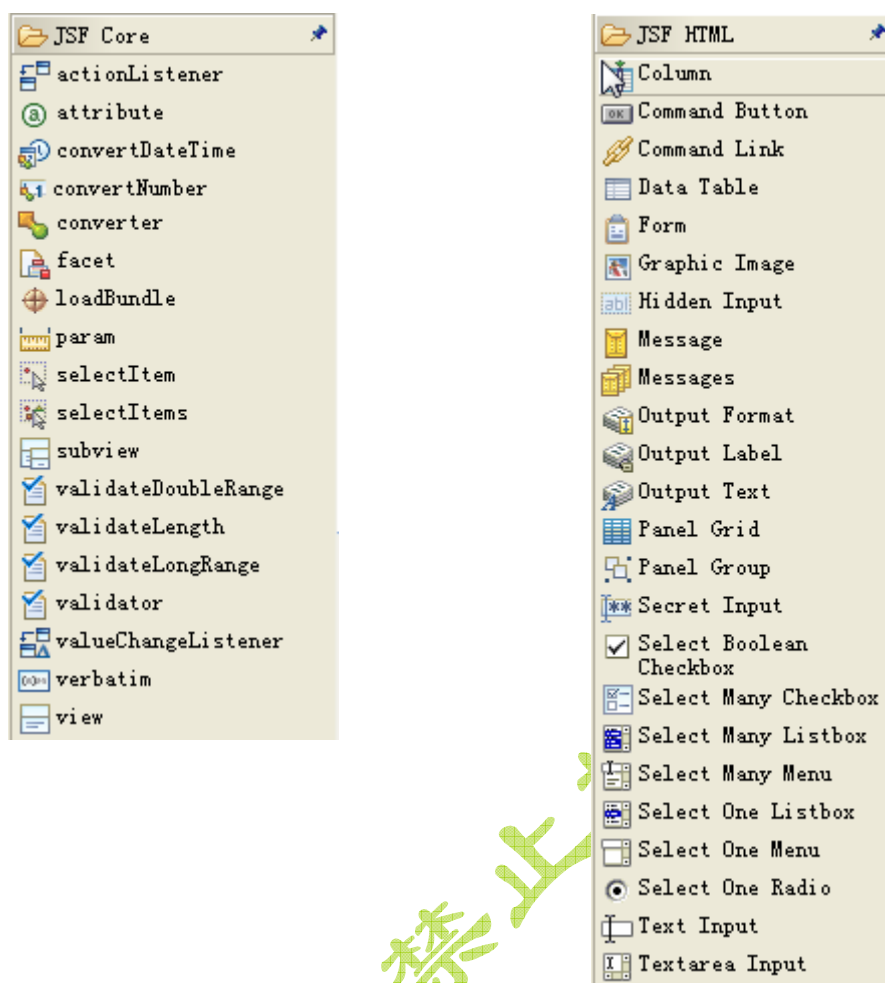 JSF Core
actionListener
attribute
convertDateTime
convertNumber
converter
facet
loadBundle
param
selectItem
selectItems
subview
validateDoubleRange
validateLength
validateLongRange
validator
valueChangeListener
verbatim
view
JSF HTML
Column
Command Button
Command Link
Data Table
Form
Graphic Image
Hidden Input
Message
Messages
Output Format
Output Label
Output Text
Panel Grid
Panel Group
Secret Input
Select Boolean
Checkbox
Select Many Checkbox
Select Many Listbox
Select Many Menu
Select One Listbox
Select One Menu
Select One Radio
Text Input
Textarea Input
禁止